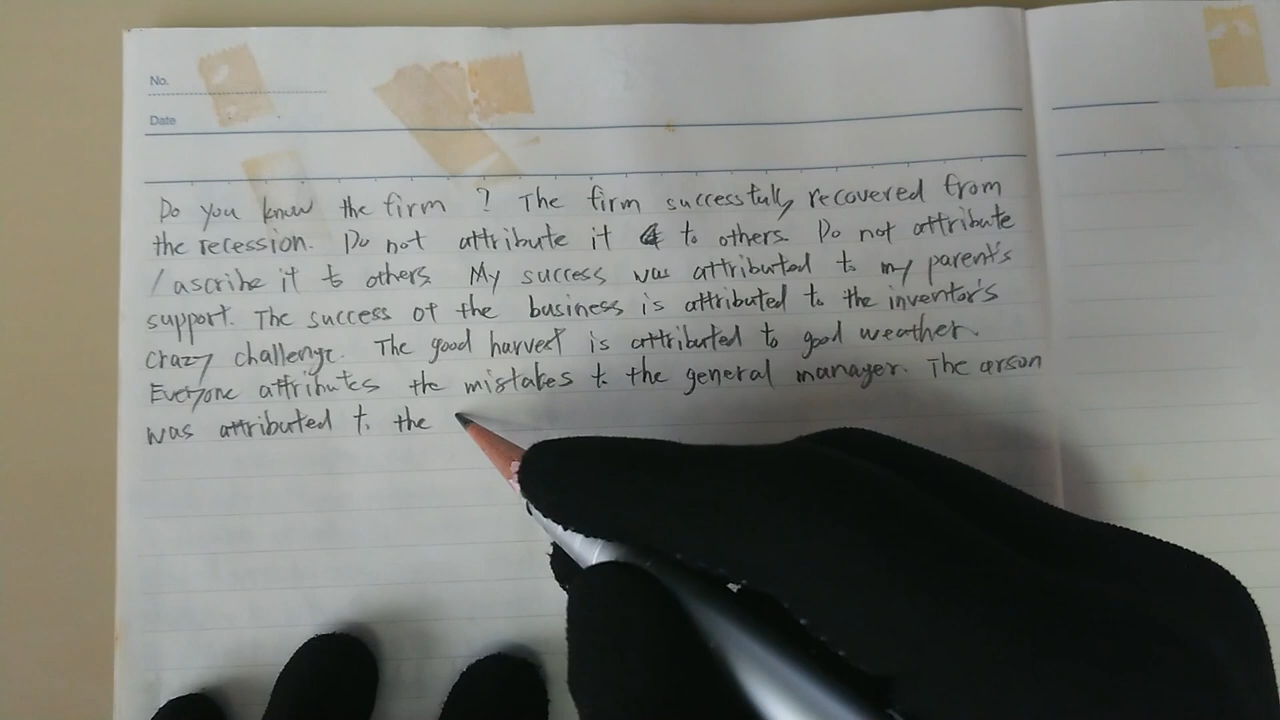 No.
Date
Do you know the firm ? The firm successfully recovered from
the recession. Do not attribute it to others. Do not attribute
/ ascribe it to others. My success was attributed to my parent's
support. The success of the business is attributed to the inventor's
crazy challenge. The good harvest is attributed to good weather.
Everyone attributes the mistakes to the general manager. The arson
was attributed to the